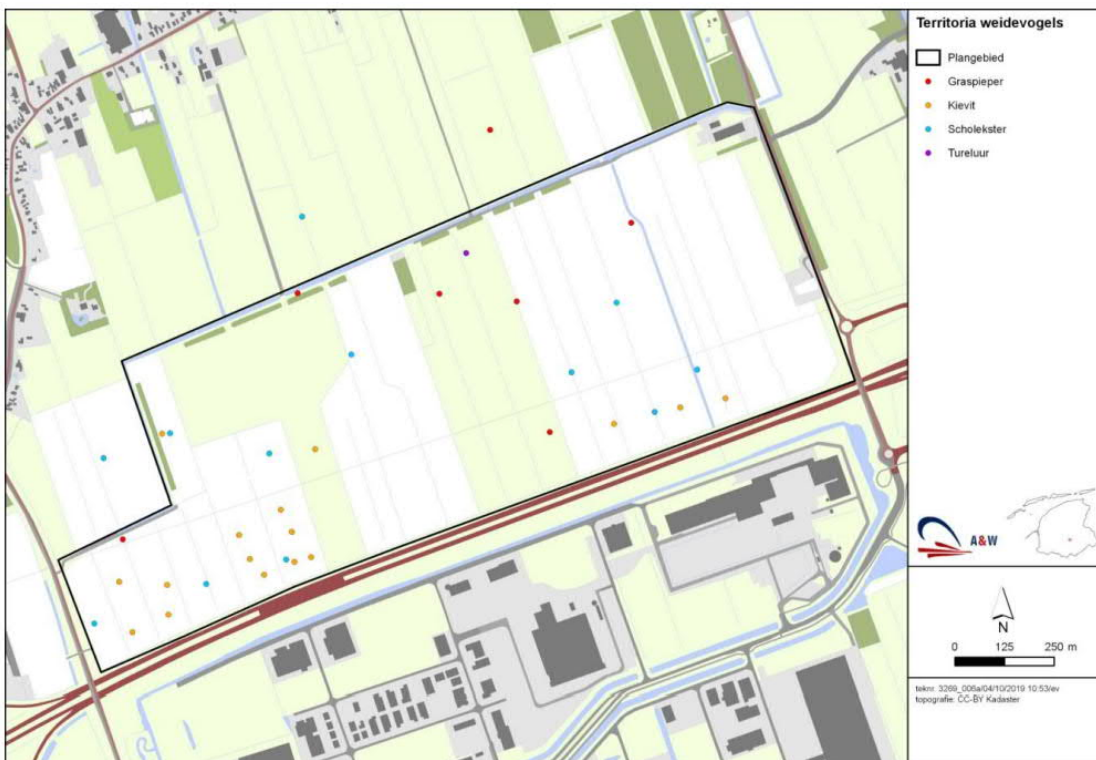 Territoria weidevogels
Plangebied
Graspieper
Kievit
Scholekster
Tureluur
A&W
N
0 125 250 m
teknr. 3269_006a/04/10/2019 10:53/ev
topografie: CC-BY Kadaster